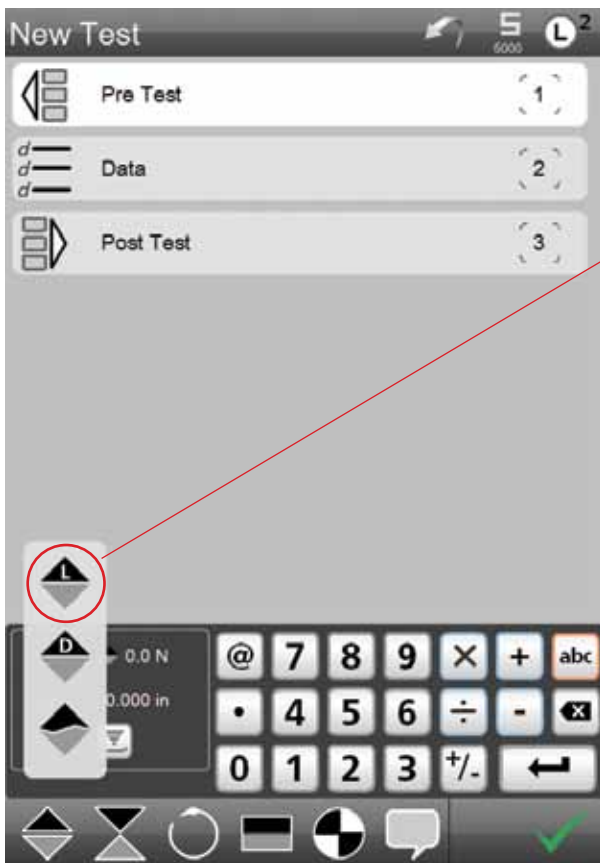 New Test
S
6000
L 2
Pre Test
1
d
d
d
Data
2
Post Test
3
L
D
0.0 N
0.000 in
@ 7 8 9 × + abc
• 4 5 6 ÷ -
0 1 2 3 +/-